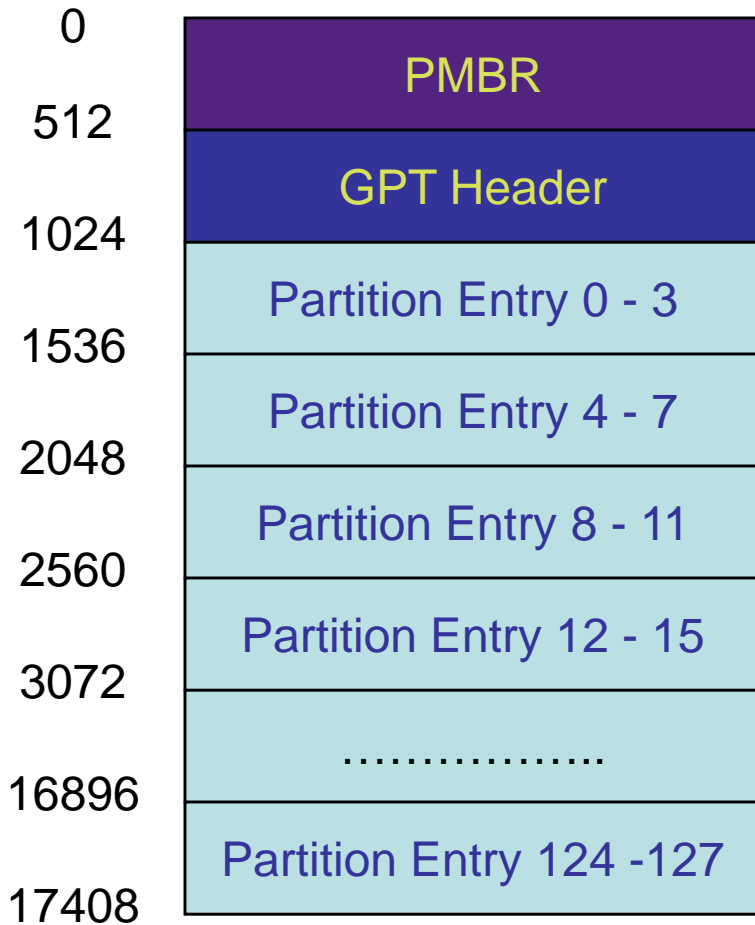 0
PMBR
512
GPT Header
1024
Partition Entry 0 - 3
1536
Partition Entry 4 - 7
2048
Partition Entry 8 - 11
2560
Partition Entry 12 - 15
3072
………………..
16896
Partition Entry 124 -127
17408